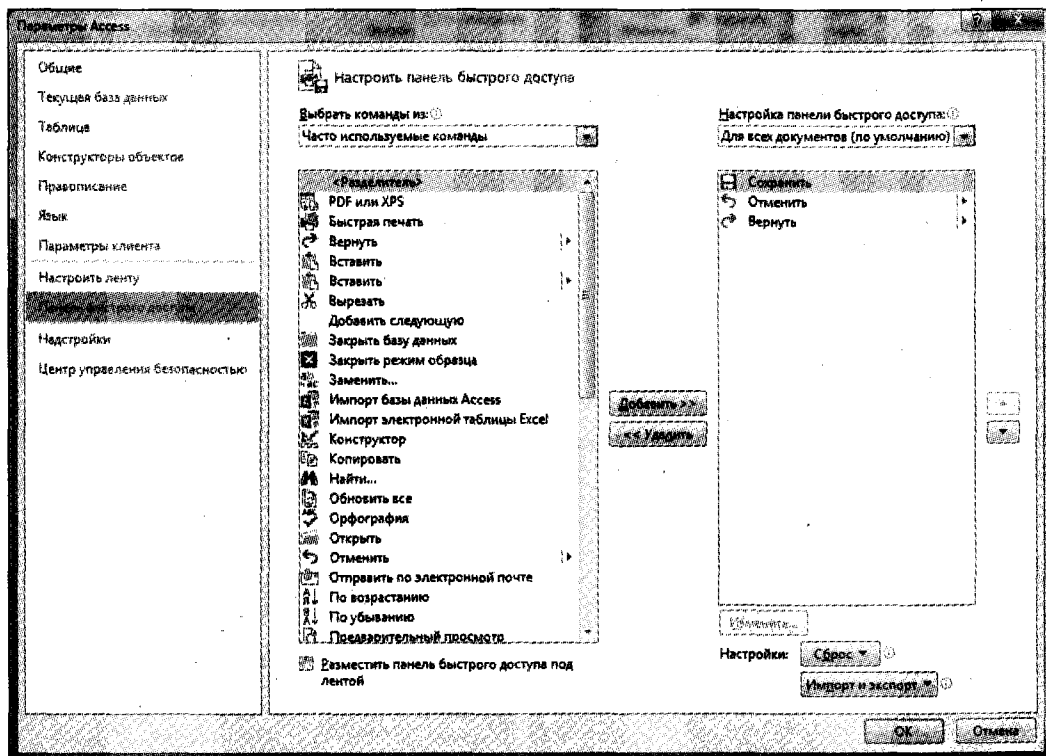 Параметры Access
Общие
Текущая база данных
Таблица
Конструкторы объектов
Правописание
Язык
Параметры клиента
Настроить ленту
Панель быстрого доступа
Надстройки
Центр управления безопасностью
Настроить панель быстрого доступа
Выбрать команды из:
Часто используемые команды
<Разделитель>
PDF или XPS
Быстрая печать
Вернуть
Вставить
Вставить
Вырезать
Добавить следующую
Закрыть базу данных
Закрыть режим образца
Заменить...
Импорт базы данных Access
Импорт электронной таблицы Excel
Конструктор
Копировать
Найти...
Обновить все
Орфография
Открыть
Отменить
Отправить по электронной почте
По возрастанию
По убыванию
Предварительный просмотр
Разместить панель быстрого доступа под
лентой
Добавить >>
<< Удалить
Настройка панели быстрого доступа:
Для всех документов (по умолчанию)
Сохранить
Отменить
Вернуть
Изменить...
Настройки:
Сброс
Импорт и экспорт
ОК
Отмена